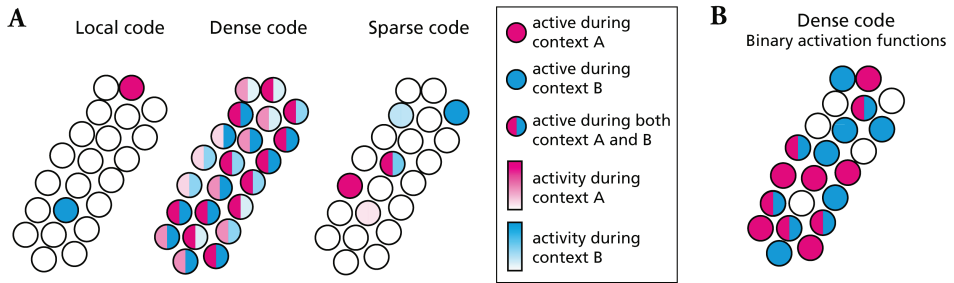 A
Local code
Dense code
Sparse code
active during
context A
active during
context B
active during both
context A and B
activity during
context A
activity during
context B
B
Dense code
Binary activation functions